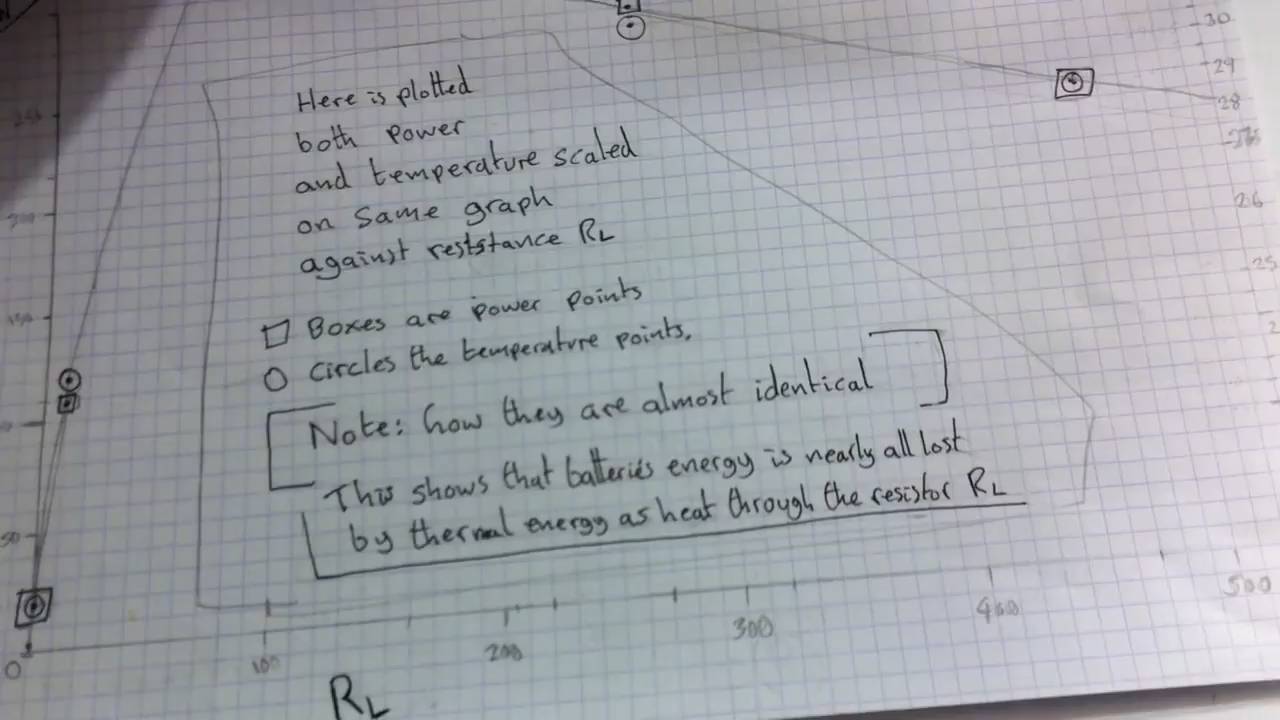 30
29
28
26
25
Here is plotted
both power
and temperature scaled
on same graph
against reststance RL
Boxes are power points
circles the temperature points.
Note: how they are almost identical
This shows that batteries energy is nearly all lost
by thermal energy as heat through the resistor RL
150
50
0
100
200
300
400
500
RL